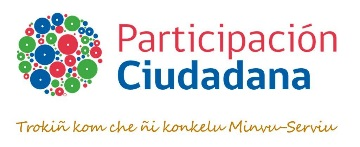 Participación
Ciudadana
Trokiñ kom che ñi konkelu Minvu-Serviu